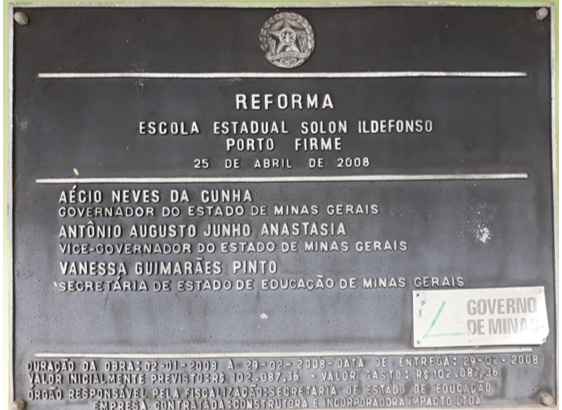 REFORMA
ESCOLA ESTADUAL SOLON ILDEFONSO
PORTO FIRME
25 DE ABRIL DE 2008
AÉCIO NEVES DA CUNHA
GOVERNADOR DO ESTADO DE MINAS GERAIS
ANTÔNIO AUGUSTO JUNHO ANASTASIA
VICE-GOVERNADOR DO ESTADO DE MINAS GERAIS
VANESSA GUIMARÃES PINTO
SECRETÁRIA DE ESTADO DE EDUCAÇÃO DE MINAS GERAIS
GOVERNO
DE MINAS
DURAÇÃO DA OBRA: 02-01-2008 A 29-02-2008-DATA DE ENTREGA: 29-02-2008
VALOR INICIALMENTE PREVISTO: R$ 102.087,36 - VALOR GASTO: R$ 102.087,36
ÓRGÃO RESPONSÁVEL PELA FISCALIZAÇÃO: SECRETARIA DE ESTADO DE EDUCAÇÃO
EMPRESA CONTRATADA: CONSTRUTORA E INCORPORADORA IMPACTO LTDA